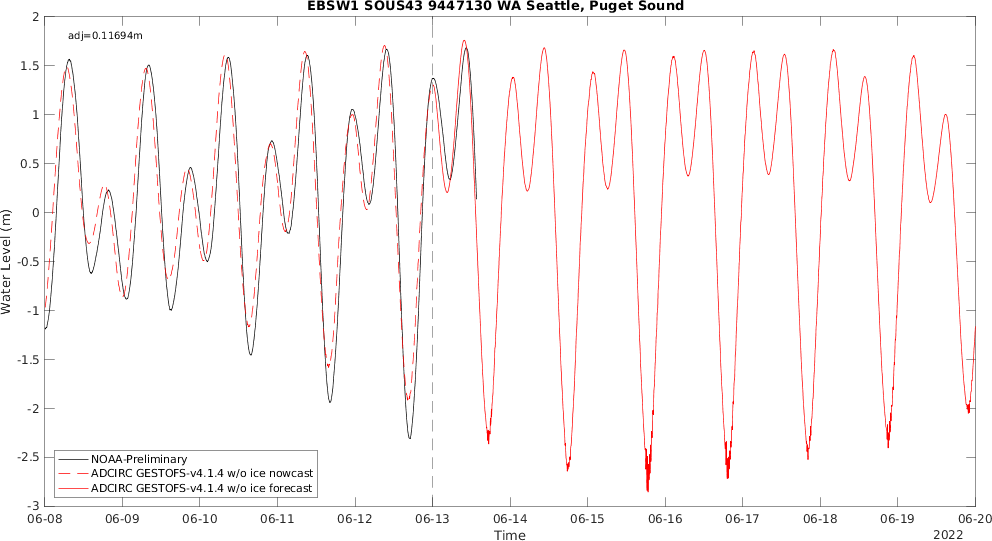 EBSW1 SOUS43 9447130 WA Seattle, Puget Sound
adj=0.11694m
2
1.5
1
0.5
0
-0.5
-1
-1.5
-2
-2.5
-3
Water Level (m)
NOAA-Preliminary
ADCIRC GESTOFS-v4.1.4 w/o ice nowcast
ADCIRC GESTOFS-v4.1.4 w/o ice forecast
06-08 06-09 06-10 06-11 06-12 06-13 06-14 06-15 06-16 06-17 06-18 06-19 06-20
Time
2022